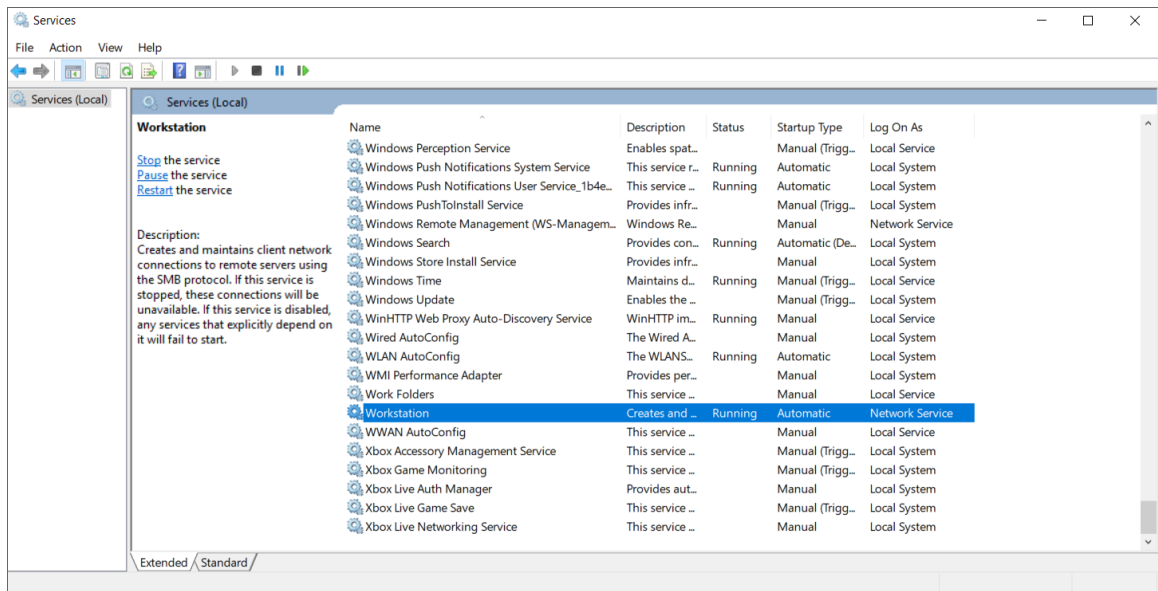 Services
File Action View Help
Services (Local)
Services (Local)
Workstation
Stop the service
Pause the service
Restart the service
Description:
Creates and maintains client network
connections to remote servers using
the SMB protocol. If this service is
stopped, these connections will be
unavailable. If this service is disabled,
any services that explicitly depend on
it will fail to start.
Name Description Status Startup Type Log On As
Windows Perception Service Enables spat... Manual (Trigg... Local Service
Windows Push Notifications System Service This service r... Running Automatic Local System
Windows Push Notifications User Service_1b4e... This service ... Running Automatic Local System
Windows PushToInstall Service Provides infr... Manual (Trigg... Local System
Windows Remote Management (WS-Managem... Windows Re... Manual Network Service
Windows Search Provides con... Running Automatic (De... Local System
Windows Store Install Service Provides infr... Manual Local System
Windows Time Maintains d... Running Manual (Trigg... Local Service
Windows Update Enables the ... Manual (Trigg... Local System
WinHTTP Web Proxy Auto-Discovery Service WinHTTP im... Running Manual Local Service
Wired AutoConfig The Wired A... Manual Local System
WLAN AutoConfig The WLANS... Running Automatic Local System
WMI Performance Adapter Provides per... Manual Local System
Work Folders This service ... Manual Local Service
Workstation Creates and ... Running Automatic Network Service
WWAN AutoConfig This service ... Manual Local Service
Xbox Accessory Management Service This service ... Manual (Trigg... Local System
Xbox Game Monitoring This service ... Manual (Trigg... Local System
Xbox Live Auth Manager Provides aut... Manual Local System
Xbox Live Game Save This service ... Manual (Trigg... Local System
Xbox Live Networking Service This service ... Manual Local System
Extended Standard